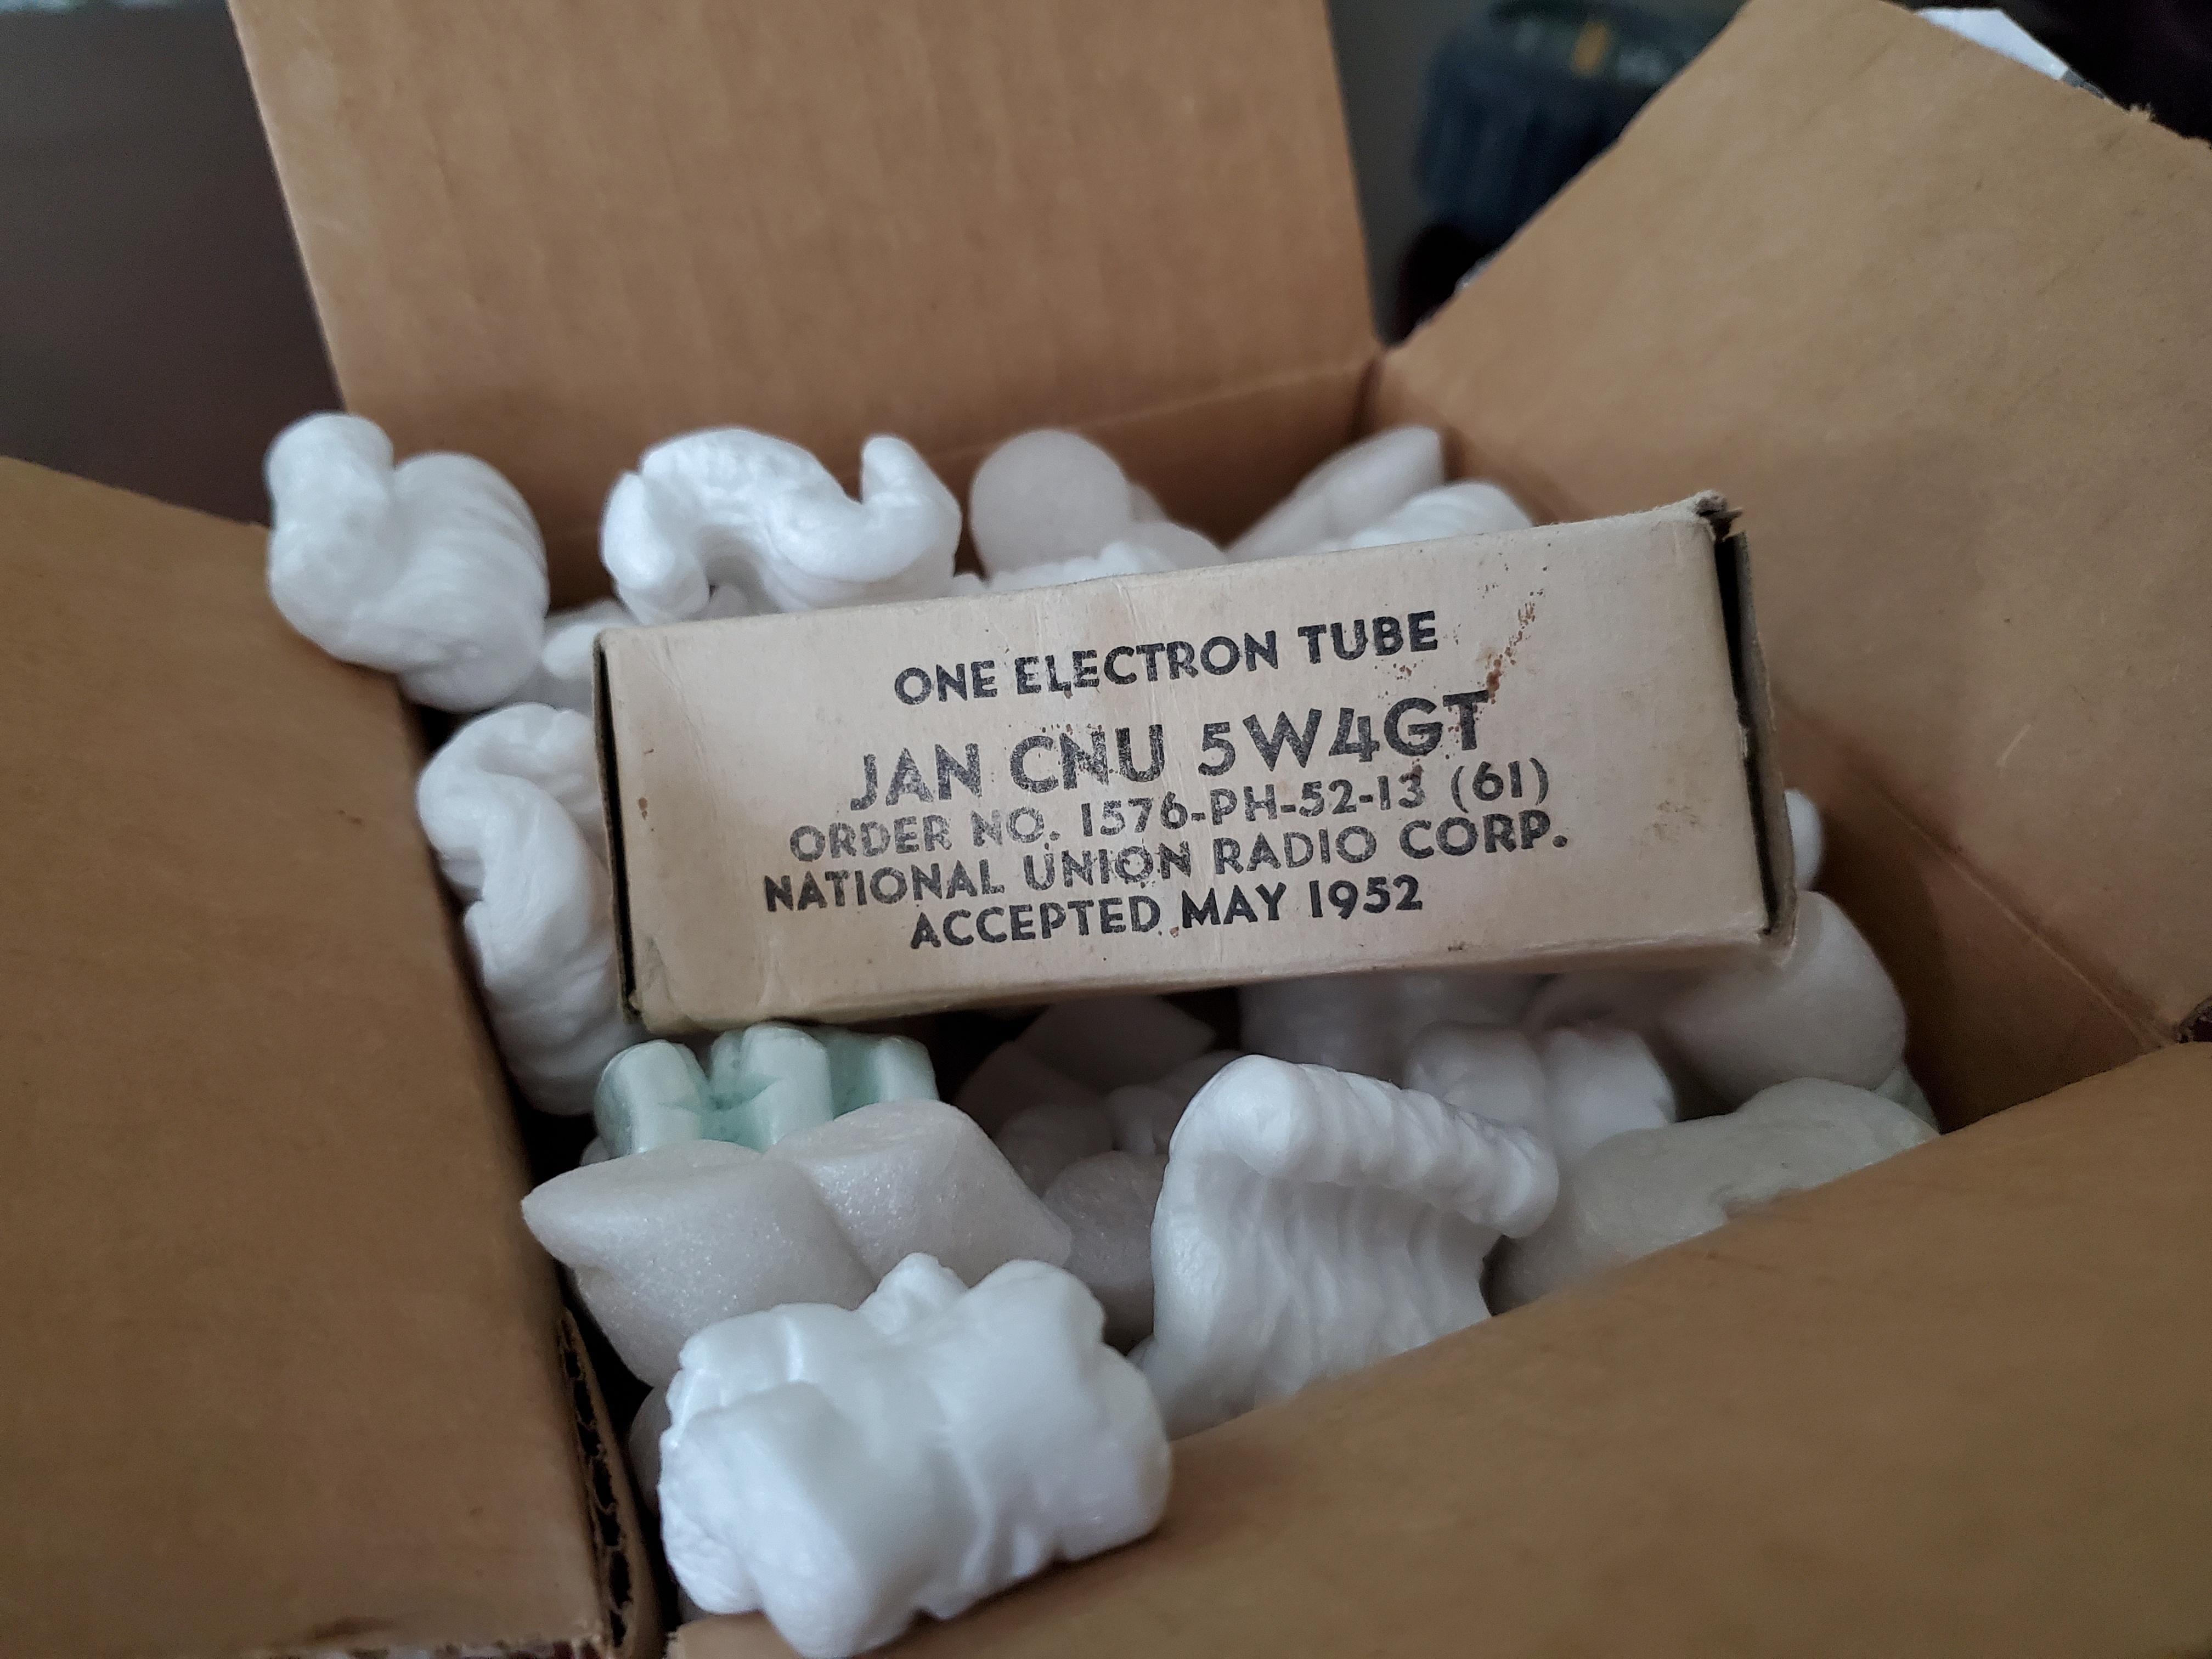 ONE ELECTRON TUBE
JAN CNU 5W4GT
ORDER NO. 1576-PH-52-13 (61)
NATIONAL UNION RADIO CORP.
ACCEPTED MAY 1952